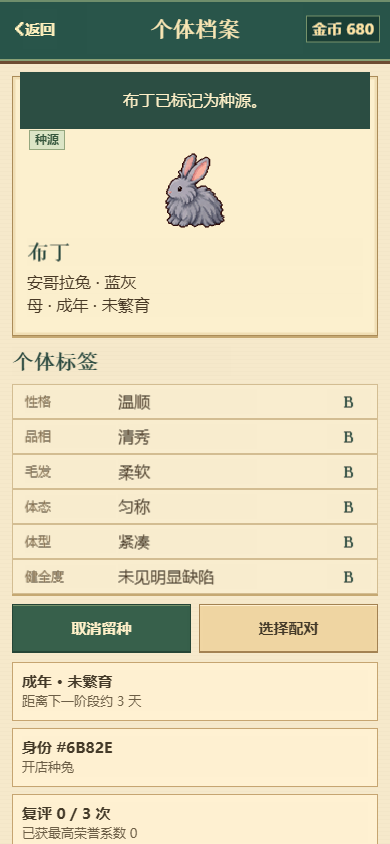 返回
个体档案
金币 680
布丁已标记为种源。
种源
布丁
安哥拉兔 · 蓝灰
母 · 成年 · 未繁育
个体标签
性格 温顺 B
品相 清秀 B
毛发 柔软 B
体态 匀称 B
体型 紧凑 B
健全度 未见明显缺陷 B
取消留种 选择配对
成年 • 未繁育
距离下一阶段约 3 天
身份 #6B82E
开店种兔
复评 0 / 3 次
已获最高荣誉系数 0